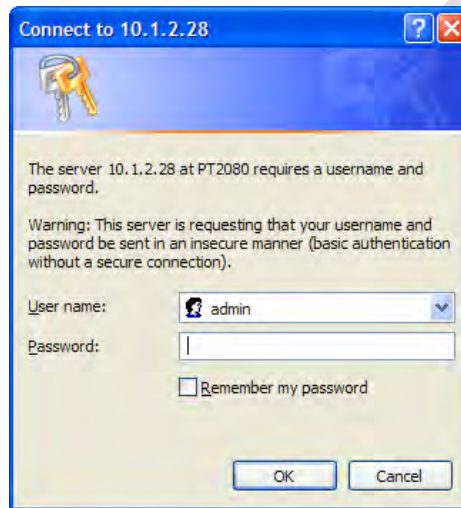 Connect to 10.1.2.28
The server 10.1.2.28 at PT2080 requires a username and
password.
Warning: This server is requesting that your username and
password be sent in an insecure manner (basic authentication
without a secure connection).
User name:
admin
Password:
Remember my password
OK
Cancel